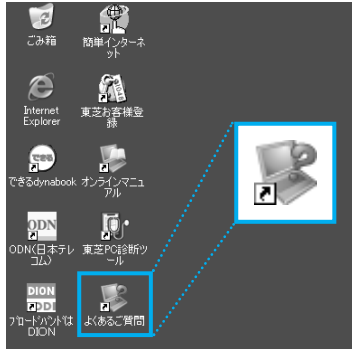 ごみ箱
簡単インターネ
ット
Internet
Explorer
東芝お客様登
録
できる
できるdynabook
オンラインマニュ
アル
ODN
ODN(日本テレ
コム)
東芝PC診断ツ
ール
DION
KDDI
ブロードバンドは
DION
よくあるご質問